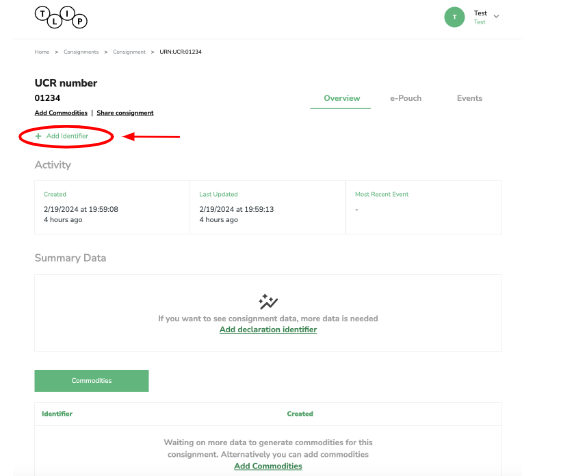 TLIP
T
Test
Test
Home > Consignments > Consignment > URN:UCR:01234
UCR number
01234
Overview
e-Pouch
Events
Add Commodities | Share consignment
+ Add Identifier
Activity
Created
Last Updated
Most Recent Event
2/19/2024 at 19:59:08
2/19/2024 at 19:59:13
-
4 hours ago
4 hours ago
Summary Data
If you want to see consignment data, more data is needed
Add declaration identifier
Commodities
Identifier
Created
Waiting on more data to generate commodities for this
consignment. Alternatively you can add commodities
Add Commodities